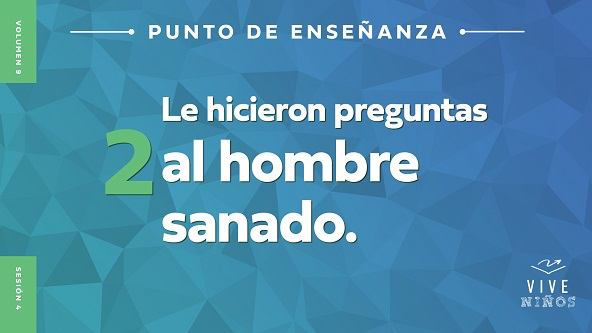 VOLUMEN 9
PUNTO DE ENSEÑANZA
2
Le hicieron preguntas
al hombre
sanado.
SESIÓN 4
VIVE
NIÑOS